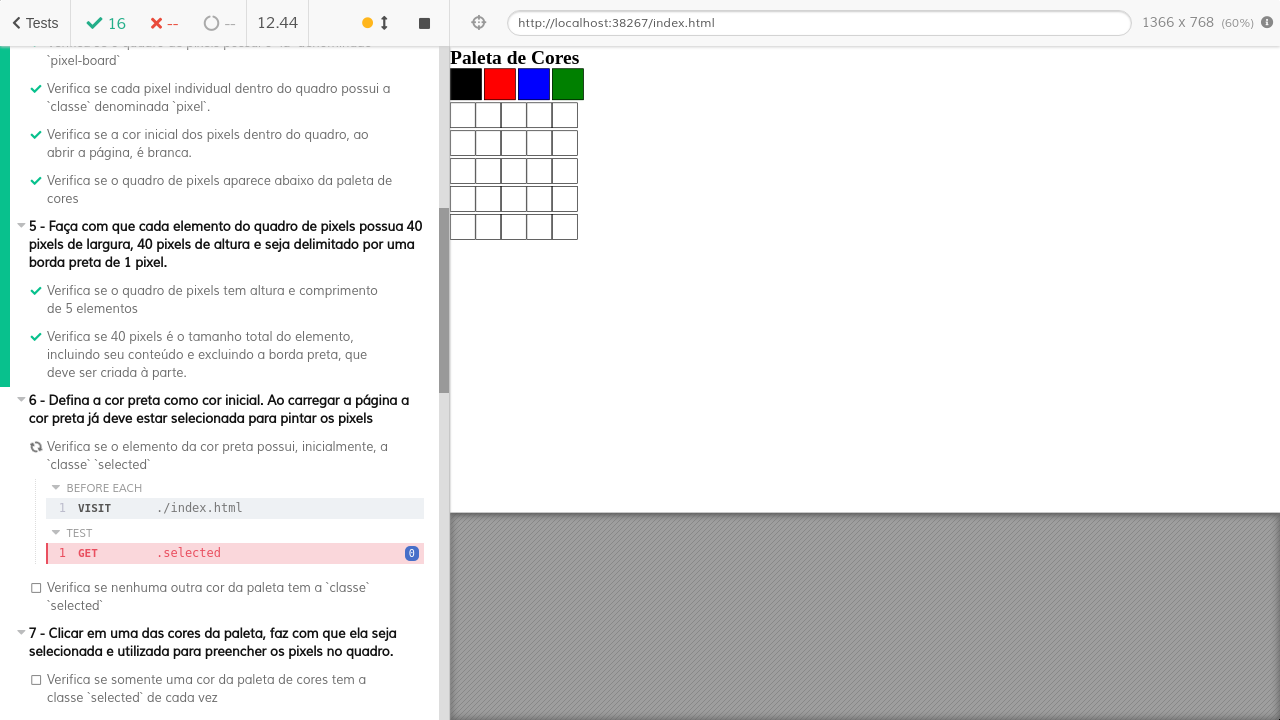 Tests
16
--
--
12.44
http://localhost:38267/index.html
1366 x 768 (60%)
Verifica se o quadro de pixels possui o `id` denominado
`pixel-board`
Verifica se cada pixel individual dentro do quadro possui a
`classe` denominada `pixel`.
Verifica se a cor inicial dos pixels dentro do quadro, ao
abrir a página, é branca.
Verifica se o quadro de pixels aparece abaixo da paleta de
cores
5 - Faça com que cada elemento do quadro de pixels possua 40
pixels de largura, 40 pixels de altura e seja delimitado por uma
borda preta de 1 pixel.
Verifica se o quadro de pixels tem altura e comprimento
de 5 elementos
Verifica se 40 pixels é o tamanho total do elemento,
incluindo seu conteúdo e excluindo a borda preta, que
deve ser criada à parte.
6 - Defina a cor preta como cor inicial. Ao carregar a página a
cor preta já deve estar selecionada para pintar os pixels
Verifica se o elemento da cor preta possui, inicialmente, a
`classe` `selected`
BEFORE EACH
1 VISIT ./index.html
TEST
1 GET .selected 0
Verifica se nenhuma outra cor da paleta tem a `classe`
`selected`
7 - Clicar em uma das cores da paleta, faz com que ela seja
selecionada e utilizada para preencher os pixels no quadro.
Verifica se somente uma cor da paleta de cores tem a
classe `selected` de cada vez
Paleta de Cores